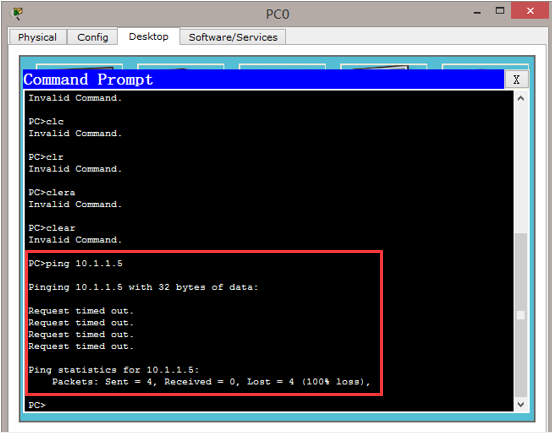 PC0
Physical Config Desktop Software/Services
Command Prompt X
Invalid Command.
PC>clc
Invalid Command.
PC>clr
Invalid Command.
PC>clera
Invalid Command.
PC>clear
Invalid Command.
PC>ping 10.1.1.5
Pinging 10.1.1.5 with 32 bytes of data:
Request timed out.
Request timed out.
Request timed out.
Request timed out.
Ping statistics for 10.1.1.5:
Packets: Sent = 4, Received = 0, Lost = 4 (100% loss),
PC>